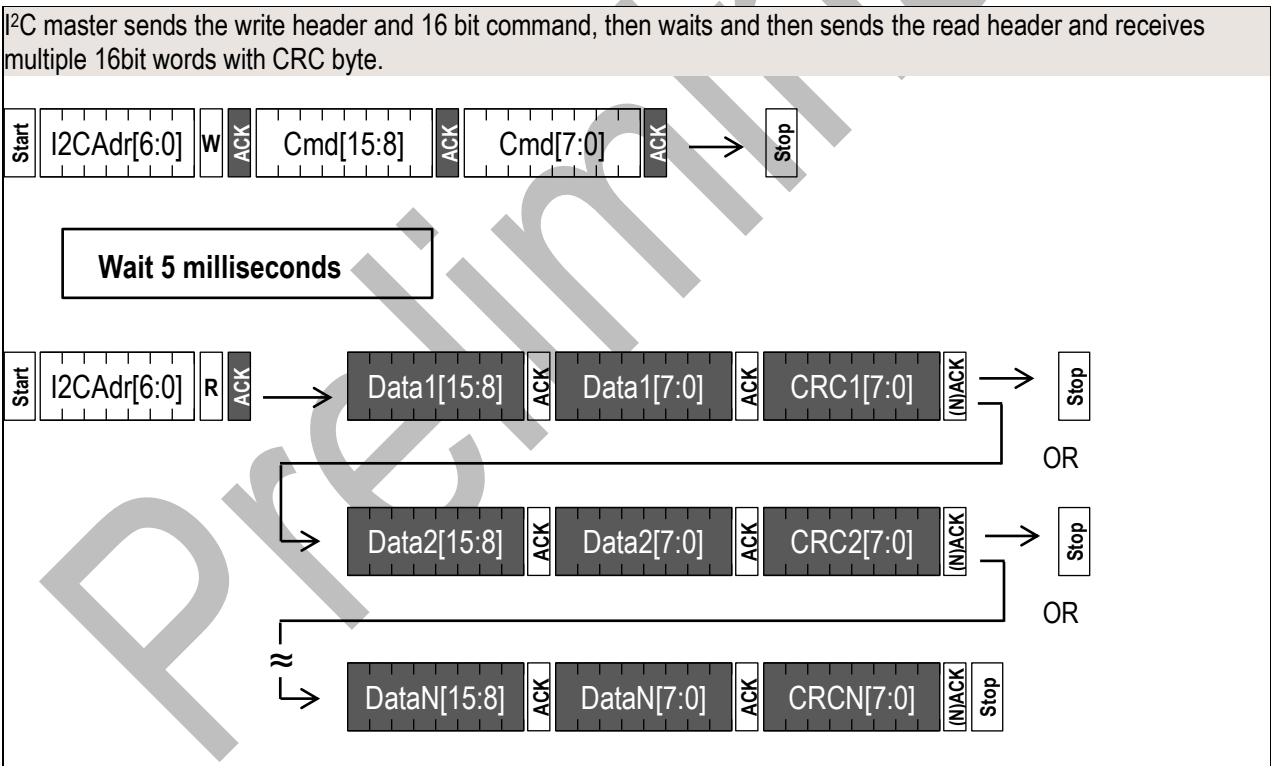 I²C master sends the write header and 16 bit command, then waits and then sends the read header and receives
multiple 16bit words with CRC byte.
Start I2CAdr[6:0] W ACK Cmd[15:8] ACK Cmd[7:0] ACK Stop
Wait 5 milliseconds
Start I2CAdr[6:0] R ACK Data1[15:8] ACK Data1[7:0] ACK CRC1[7:0] (N)ACK Stop
OR
Data2[15:8] ACK Data2[7:0] ACK CRC2[7:0] (N)ACK Stop
OR
≈
DataN[15:8] ACK DataN[7:0] ACK CRCN[7:0] (N)ACK Stop
Prelimi